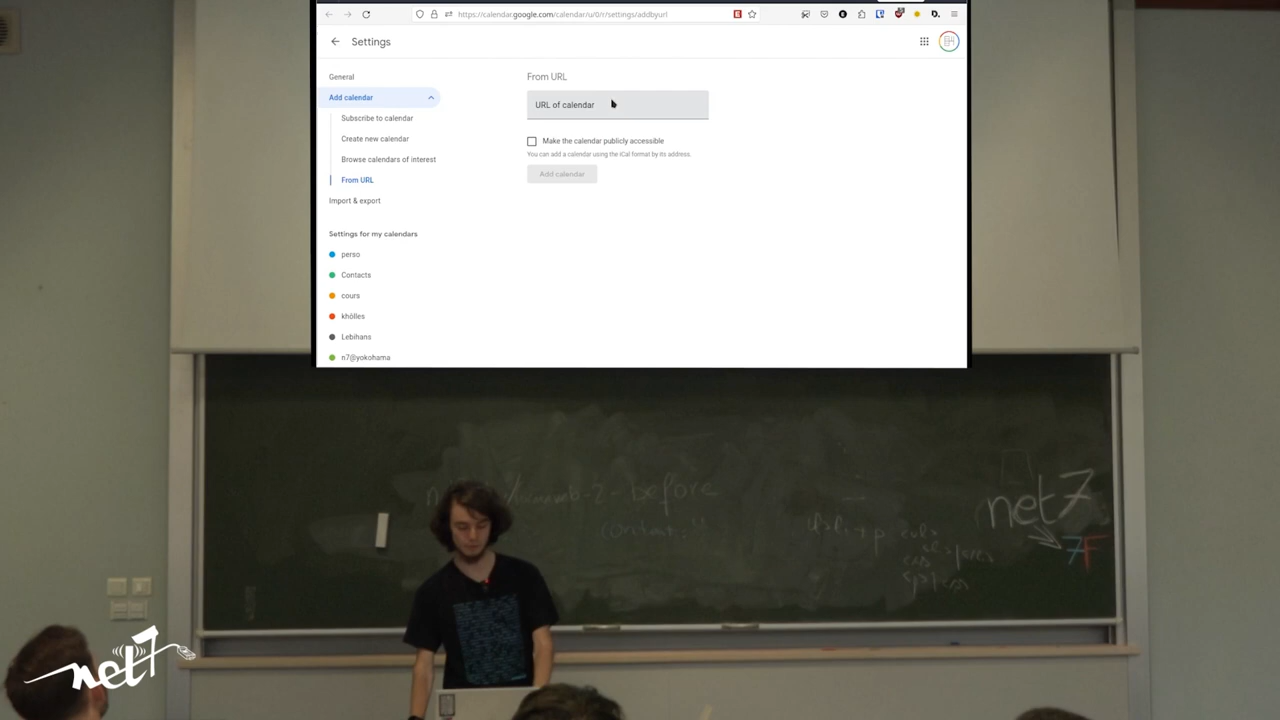 https://calendar.google.com/calendar/u/0/r/settings/addbyurl
Settings
General
Add calendar
Subscribe to calendar
Create new calendar
Browse calendars of interest
From URL
Import & export
Settings for my calendars
perso
Contacts
cours
khôlles
Lebihans
n7@yokohama
From URL
URL of calendar
Make the calendar publicly accessible
You can add a calendar using the iCal format by its address.
Add calendar
-2-before
net7
7F
net7